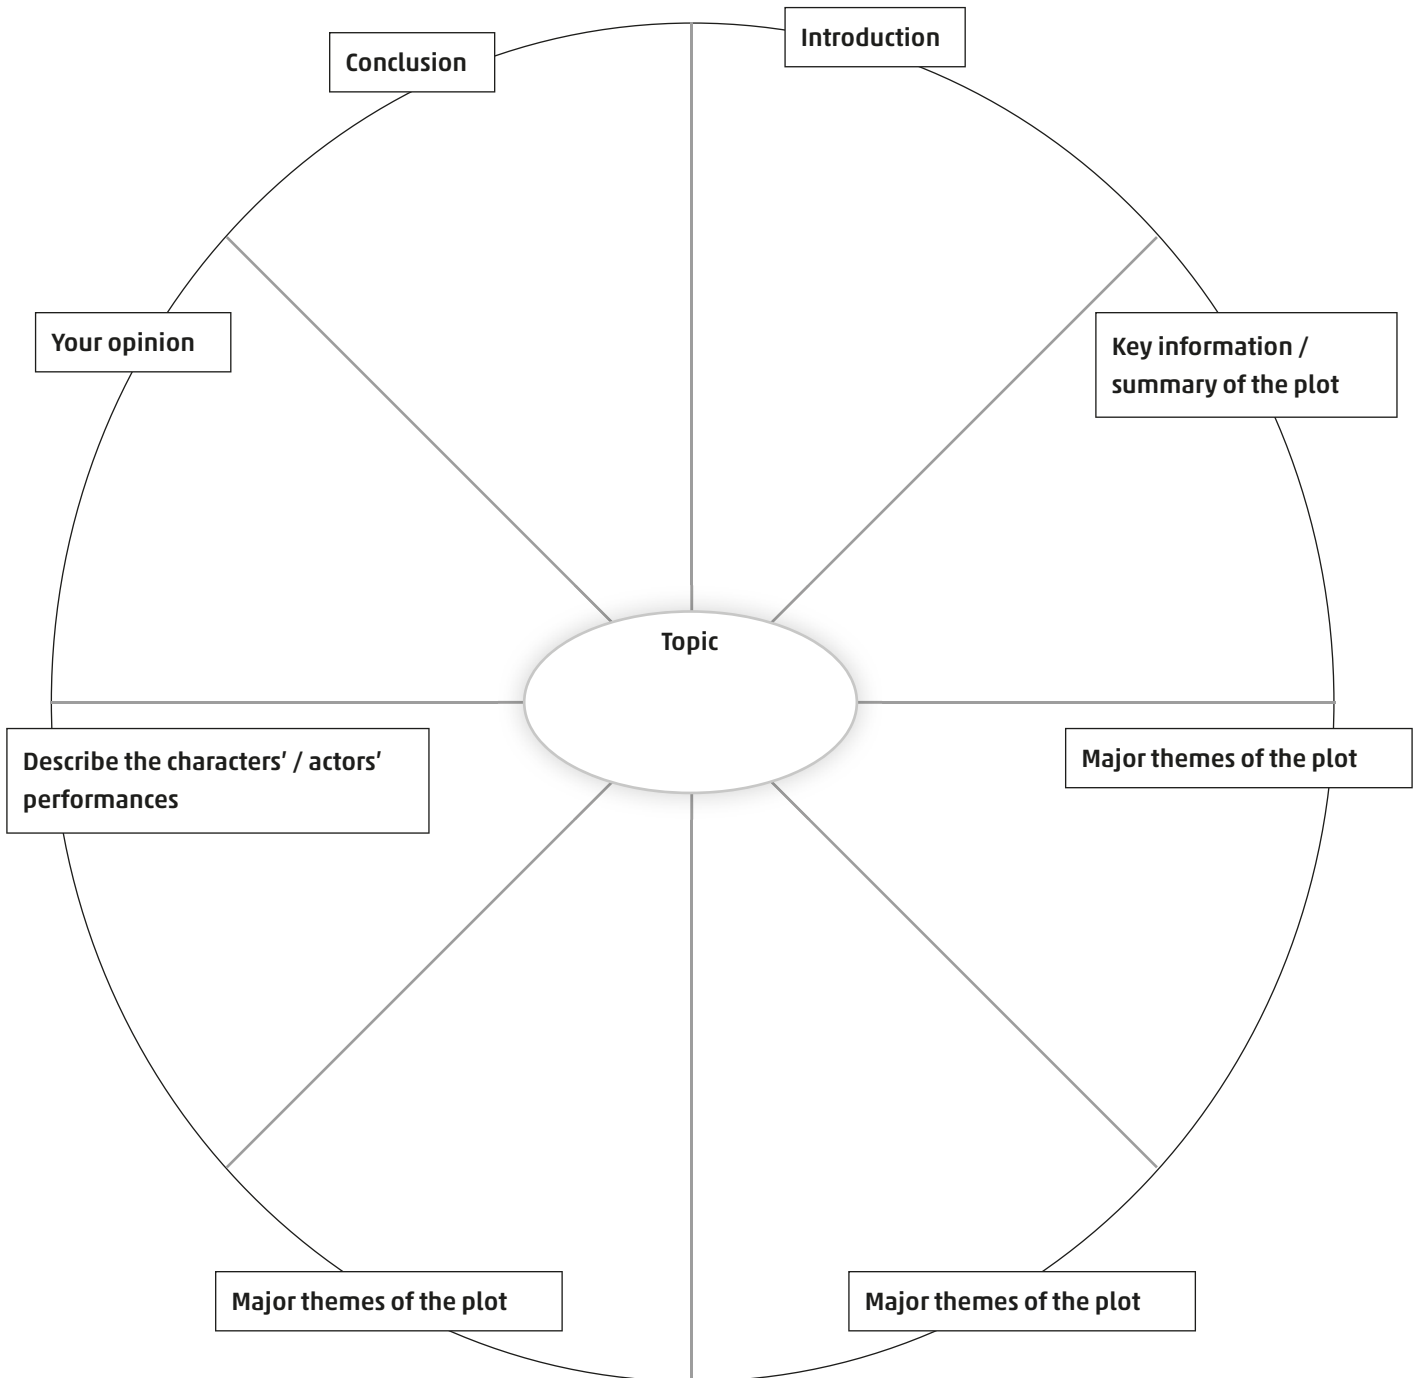 Introduction
Conclusion
Your opinion
Key information /
summary of the plot
Topic
Describe the characters’ / actors’
performances
Major themes of the plot
Major themes of the plot
Major themes of the plot